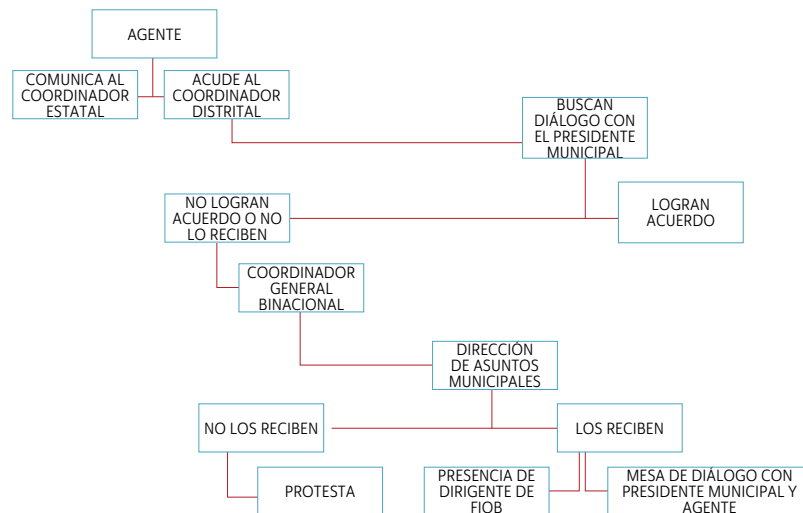 AGENTE
COMUNICA AL
COORDINADOR
ESTATAL
ACUDE AL
COORDINADOR
DISTRITAL
BUSCAN
DIÁLOGO CON
EL PRESIDENTE
MUNICIPAL
NO LOGRAN
ACUERDO O NO
LO RECIBEN
LOGRAN
ACUERDO
COORDINADOR
GENERAL
BINACIONAL
DIRECCIÓN
DE ASUNTOS
MUNICIPALES
NO LOS RECIBEN
LOS RECIBEN
PROTESTA
PRESENCIA DE
DIRIGENTE DE
FIOB
MESA DE DIÁLOGO CON
PRESIDENTE MUNICIPAL Y
AGENTE